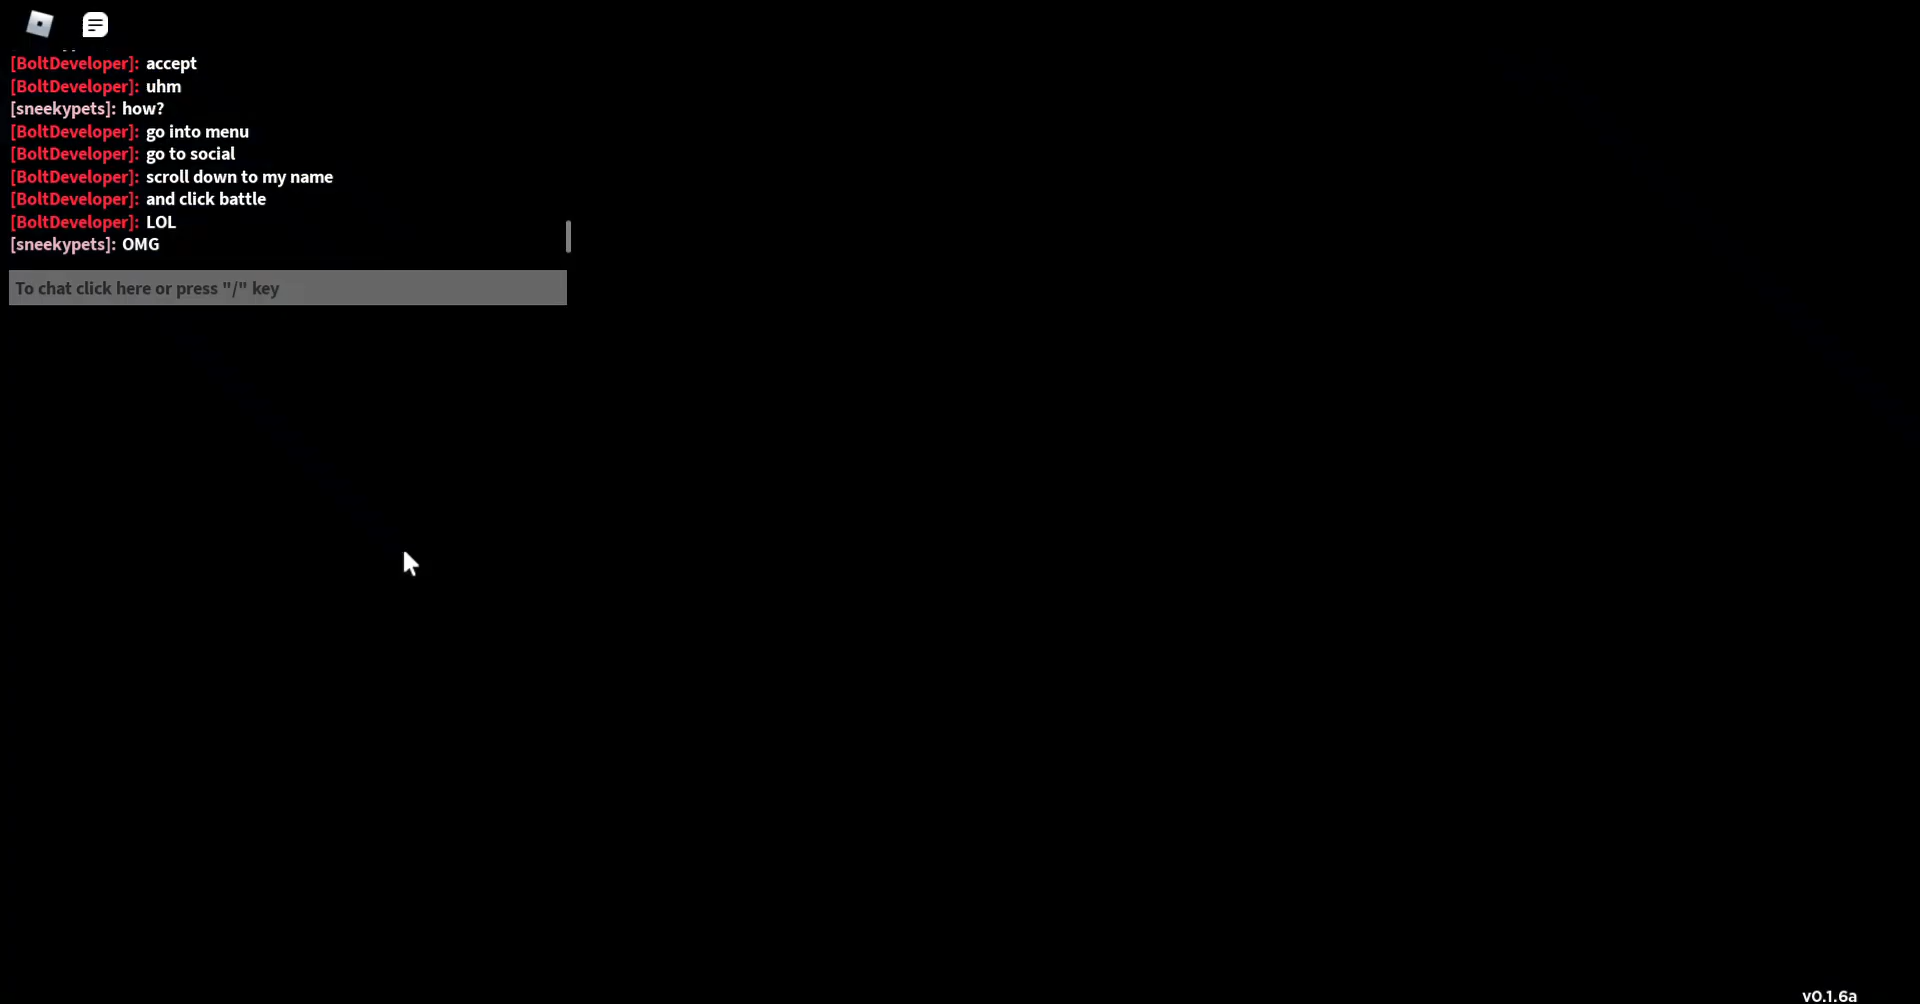 [BoltDeveloper]: accept
[BoltDeveloper]: uhm
[sneekypets]: how?
[BoltDeveloper]: go into menu
[BoltDeveloper]: go to social
[BoltDeveloper]: scroll down to my name
[BoltDeveloper]: and click battle
[BoltDeveloper]: LOL
[sneekypets]: OMG
To chat click here or press "/" key
v0.1.6a